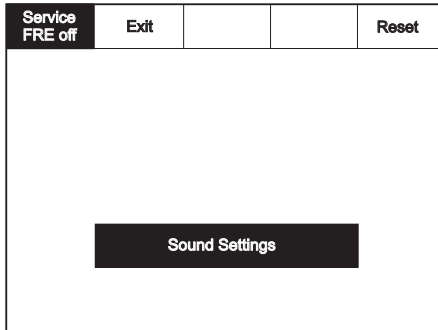 Service
FRE off
Exit
Reset
Sound Settings